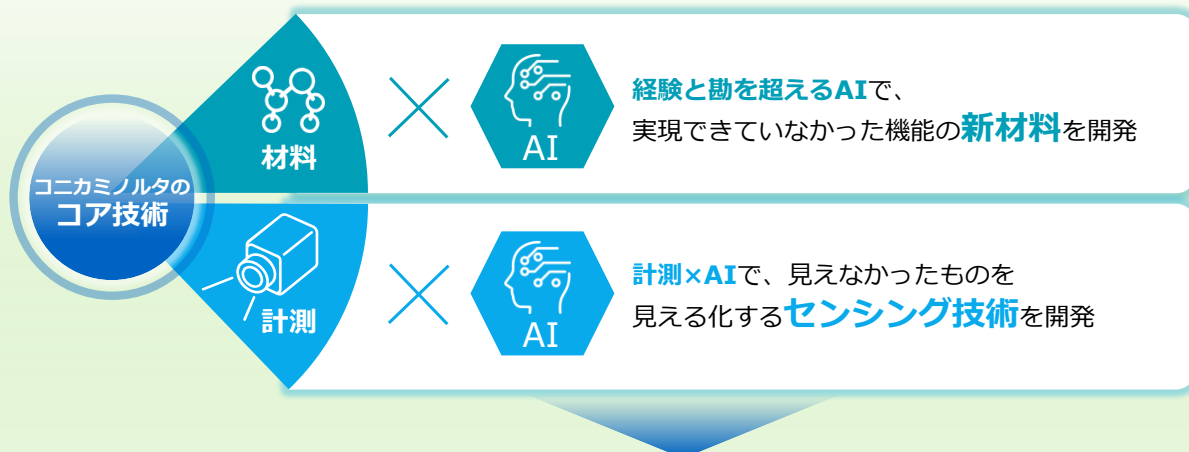 コニカミノルタの
コア技術
材料
AI
経験と勘を超えるAIで、
実現できていなかった機能の新材料を開発
計測
AI
計測×AIで、見えなかったものを
見える化するセンシング技術を開発